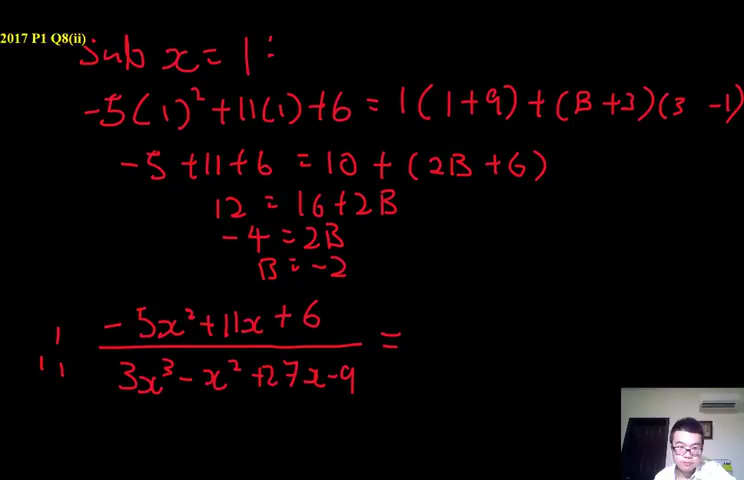 2017 P1 Q8(ii)
Sub x = 1 :
-5(1)² + 11(1) + 6 = 1(1+9) + (B+3)(3 -1)
-5 + 11 + 6 = 10 + (2B + 6)
12 = 16 + 2B
-4 = 2B
B = -2
∴ -5x² + 11x + 6 =
3x³ - x² + 27x - 9